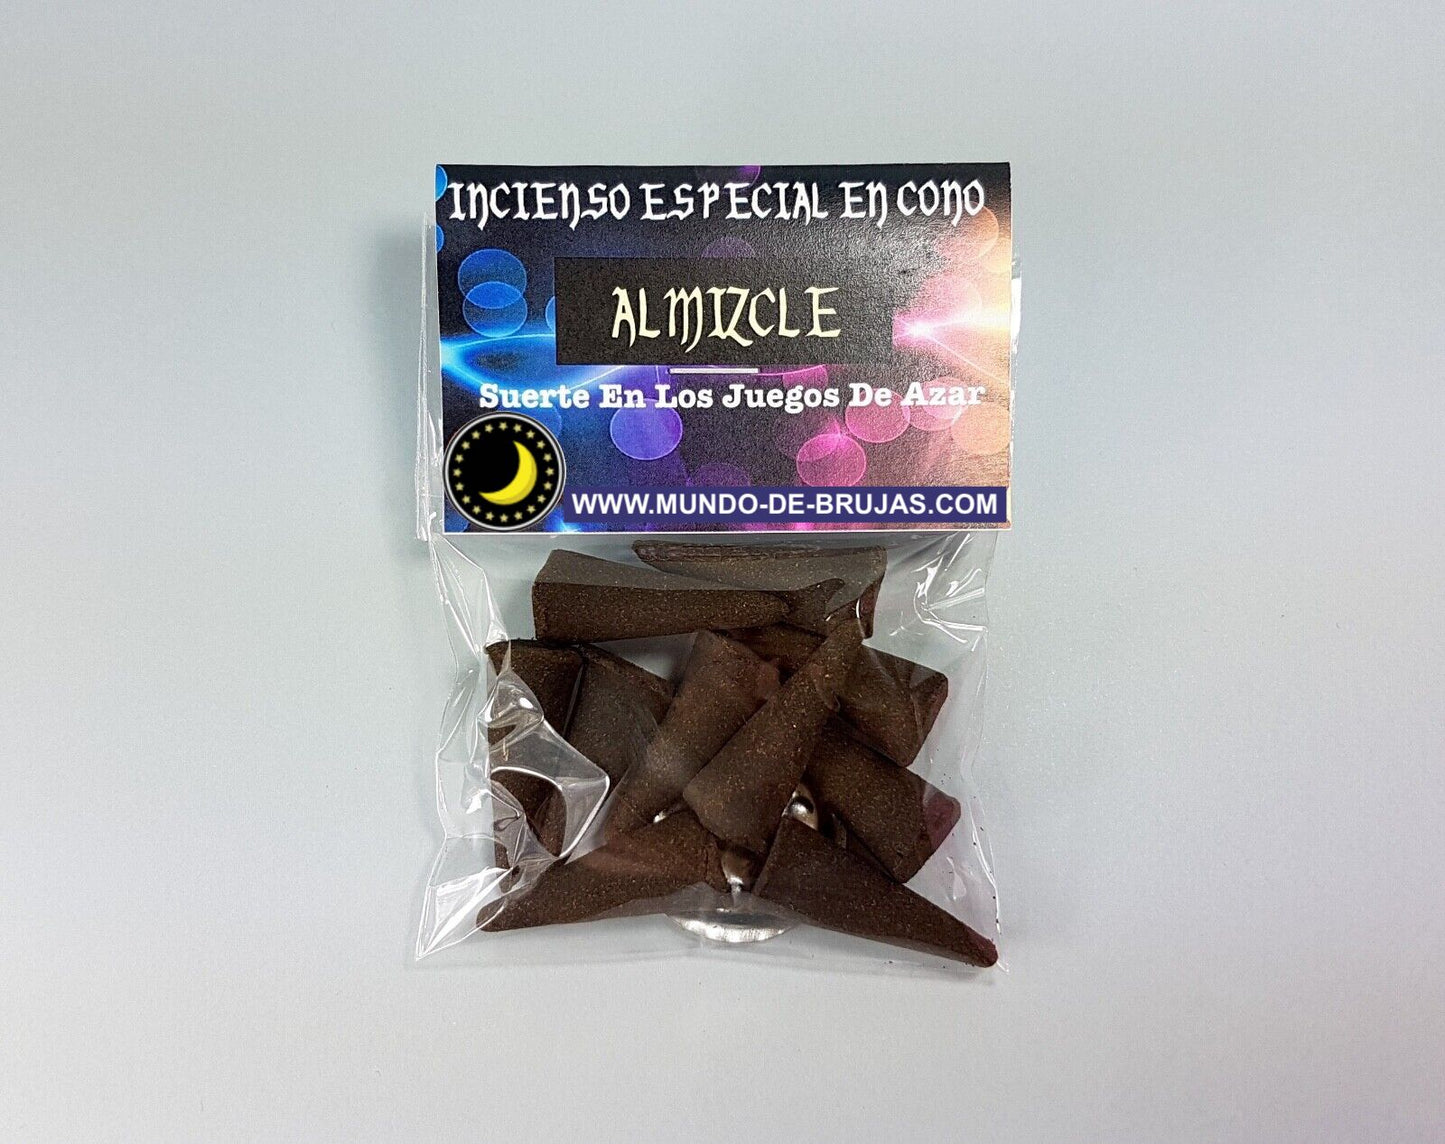 INCIENSO ESPECIAL EN CONO
ALMIZCLE
Suerte En Los Juegos De Azar
WWW.MUNDO-DE-BRUJAS.COM